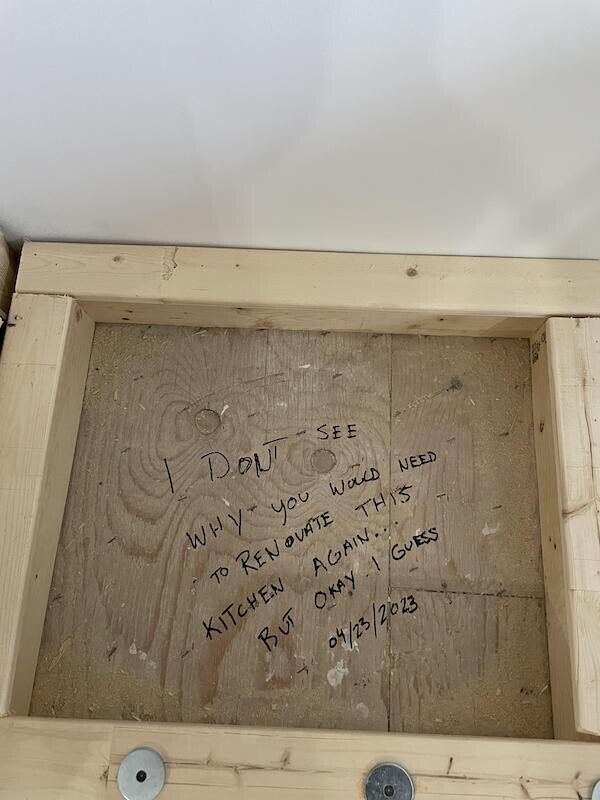 I DONT SEE
WHY YOU WOULD NEED
TO RENOVATE THIS
KITCHEN AGAIN...
BUT OKAY I GUESS
04/23/2023